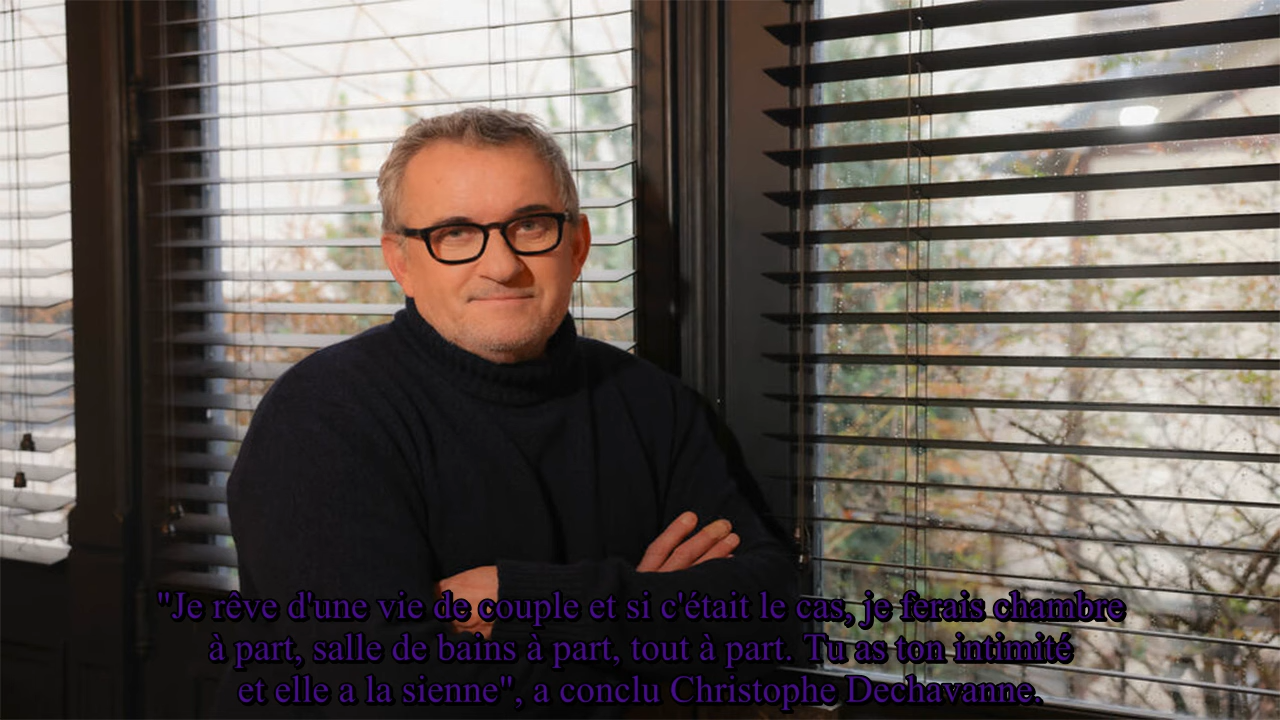 "Je rêve d'une vie de couple et si c'était le cas, je ferais chambre
à part, salle de bains à part, tout à part. Tu as ton intimité
et elle a la sienne", a conclu Christophe Dechavanne.